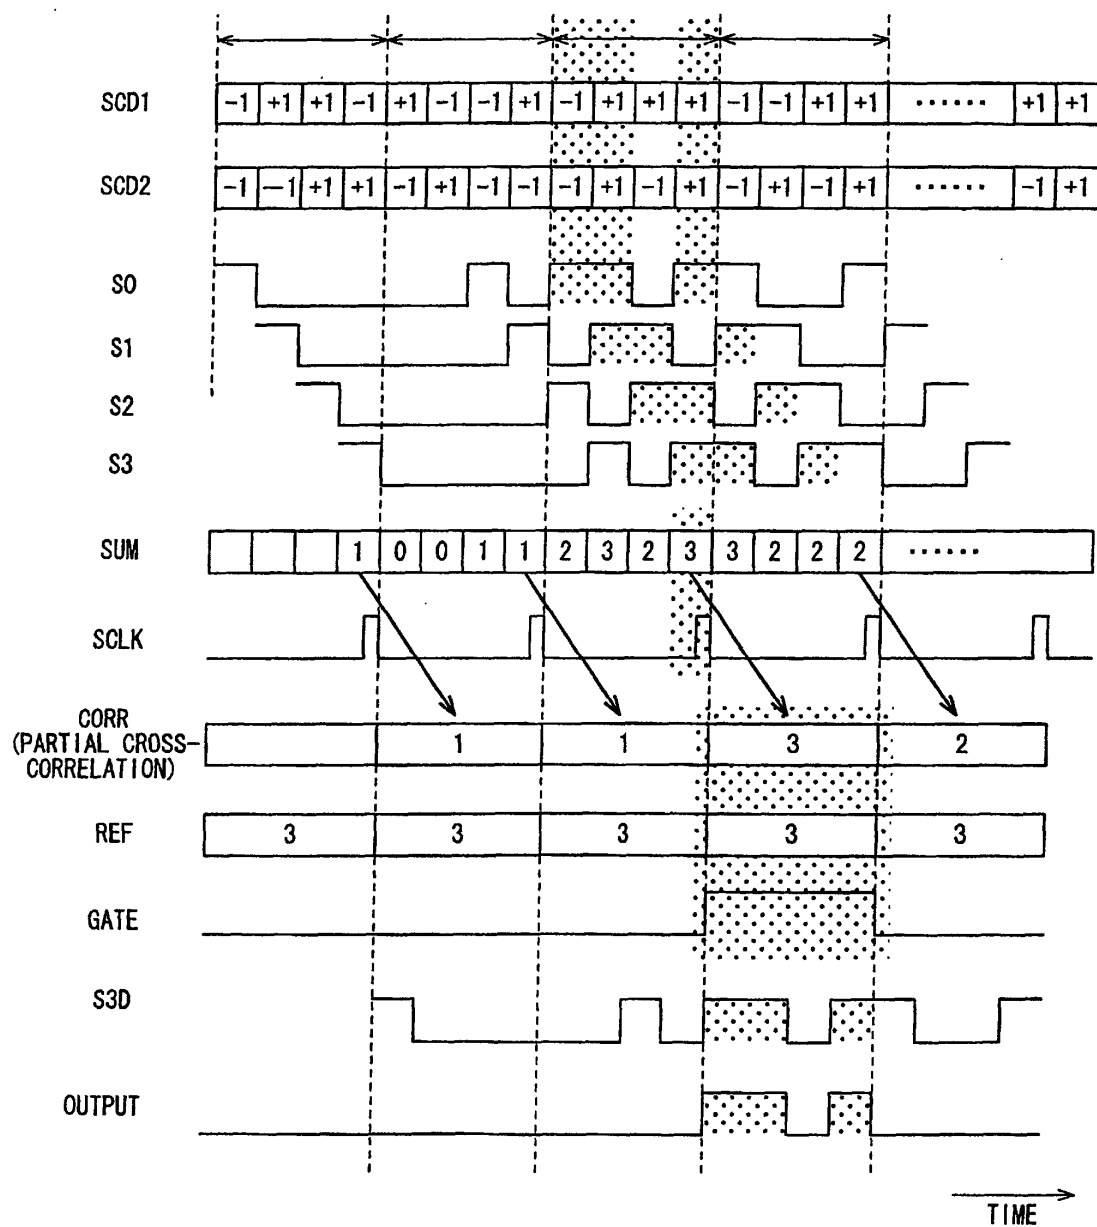 SCD1 -1 +1 +1 -1 +1 -1 -1 +1 -1 +1 +1 +1 -1 -1 +1 +1 ...... +1 +1
SCD2 -1 -1 +1 +1 -1 +1 -1 -1 -1 +1 -1 +1 -1 +1 -1 +1 ...... -1 +1
S0
S1
S2
S3
SUM 1 0 0 1 1 2 3 2 3 3 2 2 2 ......
SCLK
CORR
(PARTIAL CROSS-
CORRELATION)
1 1 3 2
REF 3 3 3 3 3
GATE
S3D
OUTPUT
TIME